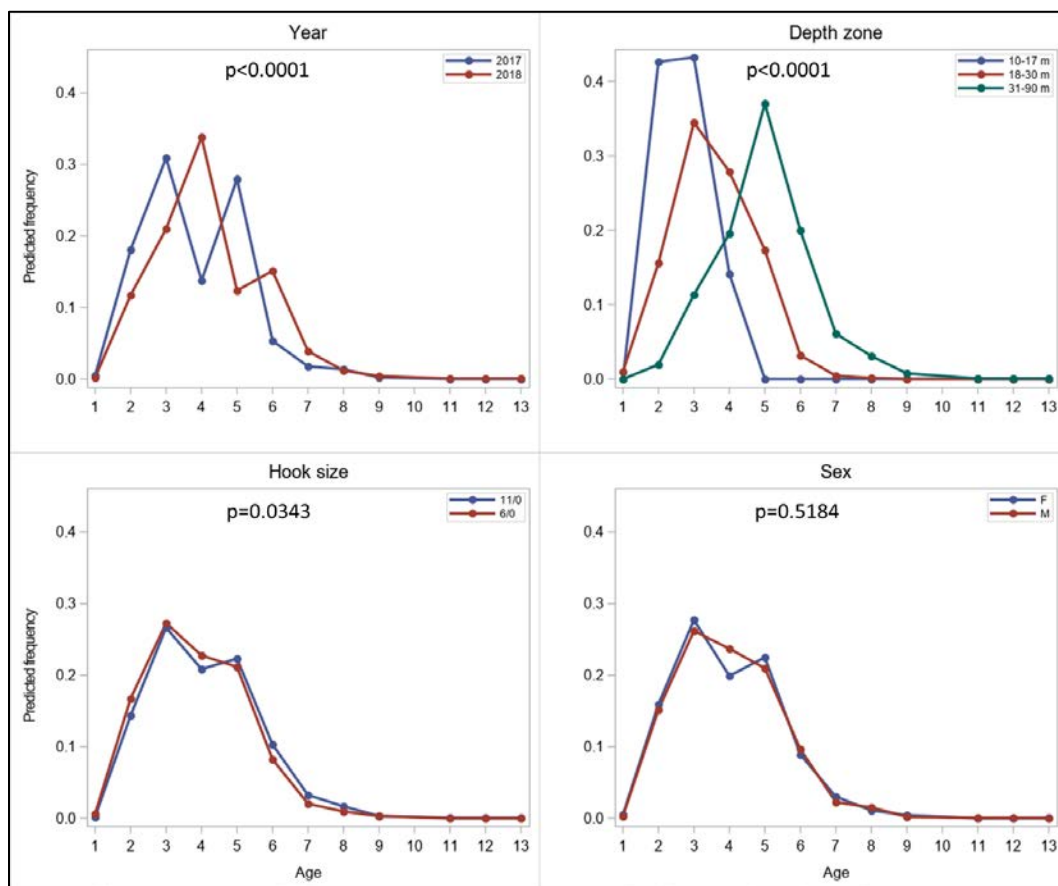 Year
p<0.0001
2017
2018
0.4
0.3
0.2
0.1
0.0
Predicted frequency
1 2 3 4 5 6 7 8 9 10 11 12 13
Depth zone
p<0.0001
10-17 m
18-30 m
31-90 m
0.4
0.3
0.2
0.1
0.0
1 2 3 4 5 6 7 8 9 10 11 12 13
Hook size
p=0.0343
11/0
6/0
0.4
0.3
0.2
0.1
0.0
Predicted frequency
1 2 3 4 5 6 7 8 9 10 11 12 13
Age
Sex
p=0.5184
F
M
0.4
0.3
0.2
0.1
0.0
1 2 3 4 5 6 7 8 9 10 11 12 13
Age